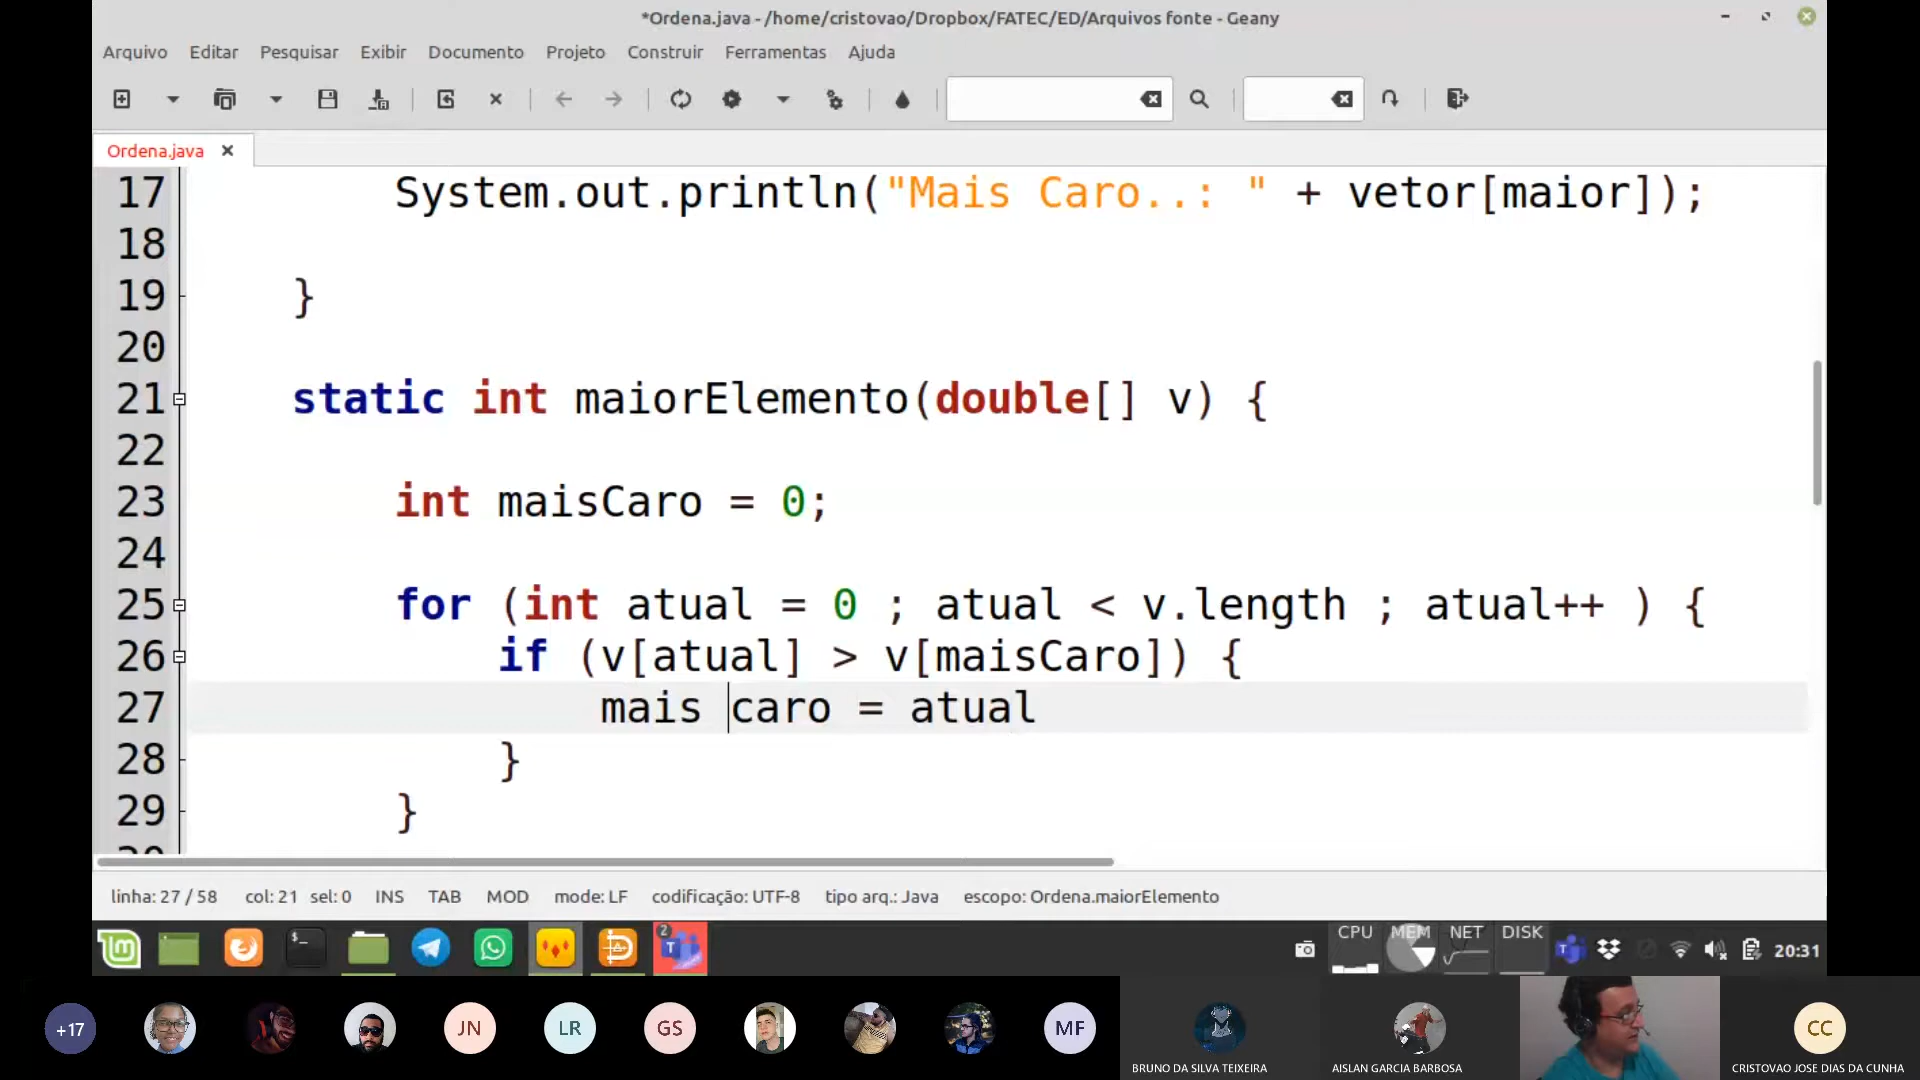 *Ordena.java - /home/cristovao/Dropbox/FATEC/ED/Arquivos fonte - Geany
Arquivo Editar Pesquisar Exibir Documento Projeto Construir Ferramentas Ajuda
Ordena.java
17 System.out.println("Mais Caro..: " + vetor[maior]);
18
19 }
20
21 static int maiorElemento(double[] v) {
22
23 int maisCaro = 0;
24
25 for (int atual = 0 ; atual < v.length ; atual++ ) {
26 if (v[atual] > v[maisCaro]) {
27 mais caro = atual
28 }
29 }
linha: 27 / 58 col: 21 sel: 0 INS TAB MOD mode: LF codificação: UTF-8 tipo arq.: Java escopo: Ordena.maiorElemento
2
CPU MEM NET DISK
20:31
+17 JN LR GS MF CC
BRUNO DA SILVA TEIXEIRA AISLAN GARCIA BARBOSA CRISTOVAO JOSE DIAS DA CUNHA